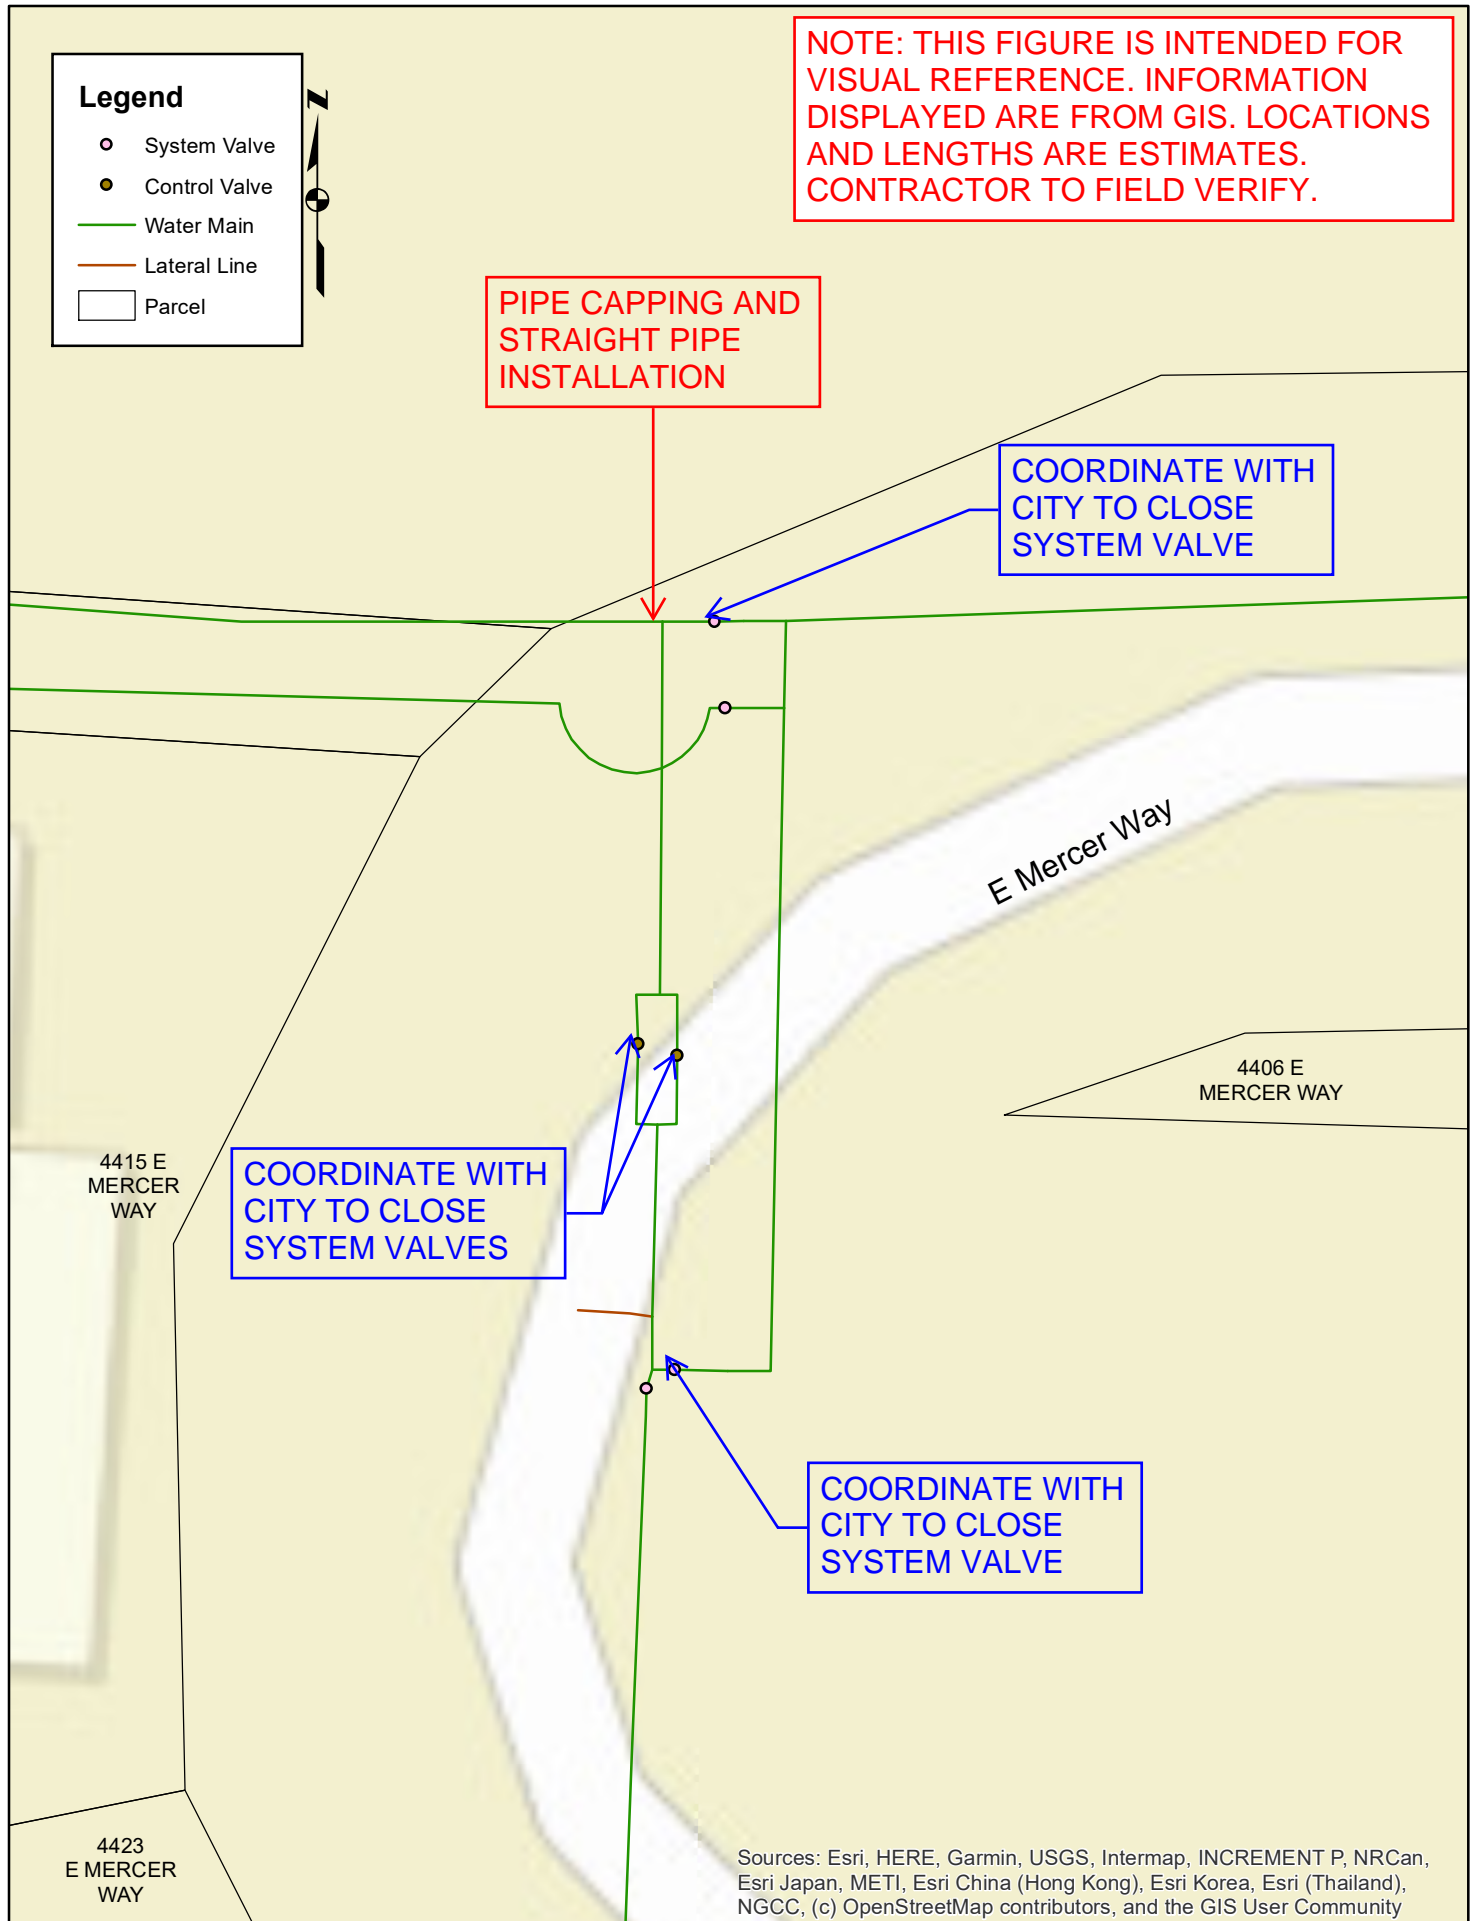 NOTE: THIS FIGURE IS INTENDED FOR
VISUAL REFERENCE. INFORMATION
DISPLAYED ARE FROM GIS. LOCATIONS
AND LENGTHS ARE ESTIMATES.
CONTRACTOR TO FIELD VERIFY.
Legend
System Valve
Control Valve
Water Main
Lateral Line
Parcel
Z
PIPE CAPPING AND
STRAIGHT PIPE
INSTALLATION
COORDINATE WITH
CITY TO CLOSE
SYSTEM VALVE
E Mercer Way
4406 E
MERCER WAY
4415 E
MERCER
WAY
COORDINATE WITH
CITY TO CLOSE
SYSTEM VALVES
COORDINATE WITH
CITY TO CLOSE
SYSTEM VALVE
4423
E MERCER
WAY
Sources: Esri, HERE, Garmin, USGS, Intermap, INCREMENT P, NRCan,
Esri Japan, METI, Esri China (Hong Kong), Esri Korea, Esri (Thailand),
NGCC, (c) OpenStreetMap contributors, and the GIS User Community